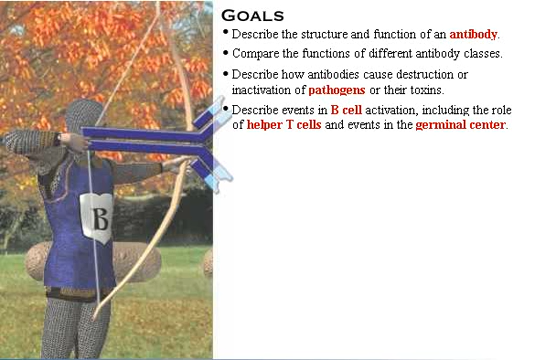 GOALS
• Describe the structure and function of an antibody.
• Compare the functions of different antibody classes.
• Describe how antibodies cause destruction or
inactivation of pathogens or their toxins.
• Describe events in B cell activation, including the role
of helper T cells and events in the germinal center.
B